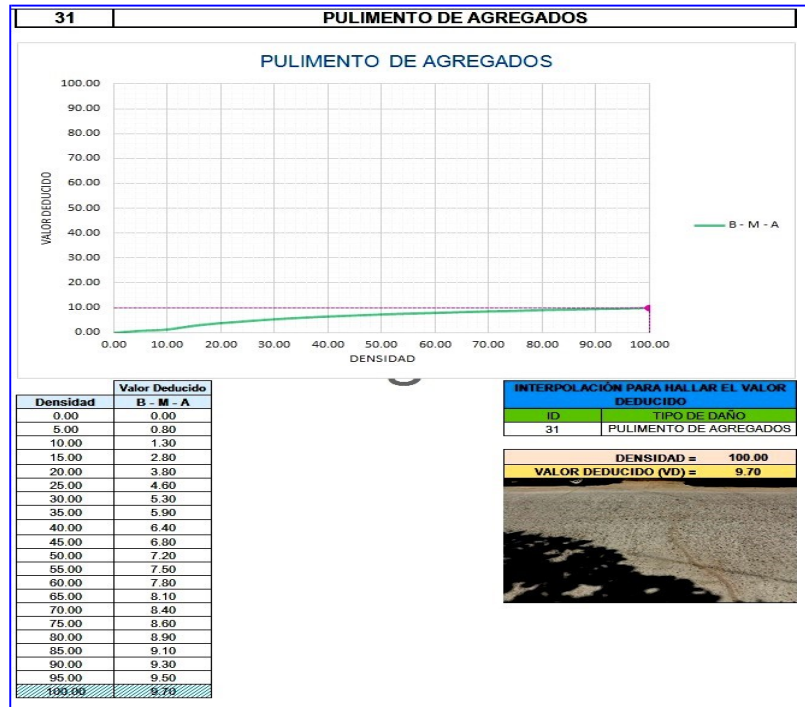 31 PULIMENTO DE AGREGADOS
PULIMENTO DE AGREGADOS
100.00
90.00
80.00
70.00
60.00
50.00
40.00
30.00
20.00
10.00
0.00
VALOR DEDUCIDO
0.00 10.00 20.00 30.00 40.00 50.00 60.00 70.00 80.00 90.00 100.00
DENSIDAD
B - M - A
Valor Deducido
Densidad B - M - A
0.00 0.00
5.00 0.80
10.00 1.30
15.00 2.80
20.00 3.80
25.00 4.60
30.00 5.30
35.00 5.90
40.00 6.40
45.00 6.80
50.00 7.20
55.00 7.50
60.00 7.80
65.00 8.10
70.00 8.40
75.00 8.60
80.00 8.90
85.00 9.10
90.00 9.30
95.00 9.50
100.00 9.70
INTERPOLACIÓN PARA HALLAR EL VALOR
DEDUCIDO
ID TIPO DE DAÑO
31 PULIMENTO DE AGREGADOS
DENSIDAD = 100.00
VALOR DEDUCIDO (VD) = 9.70